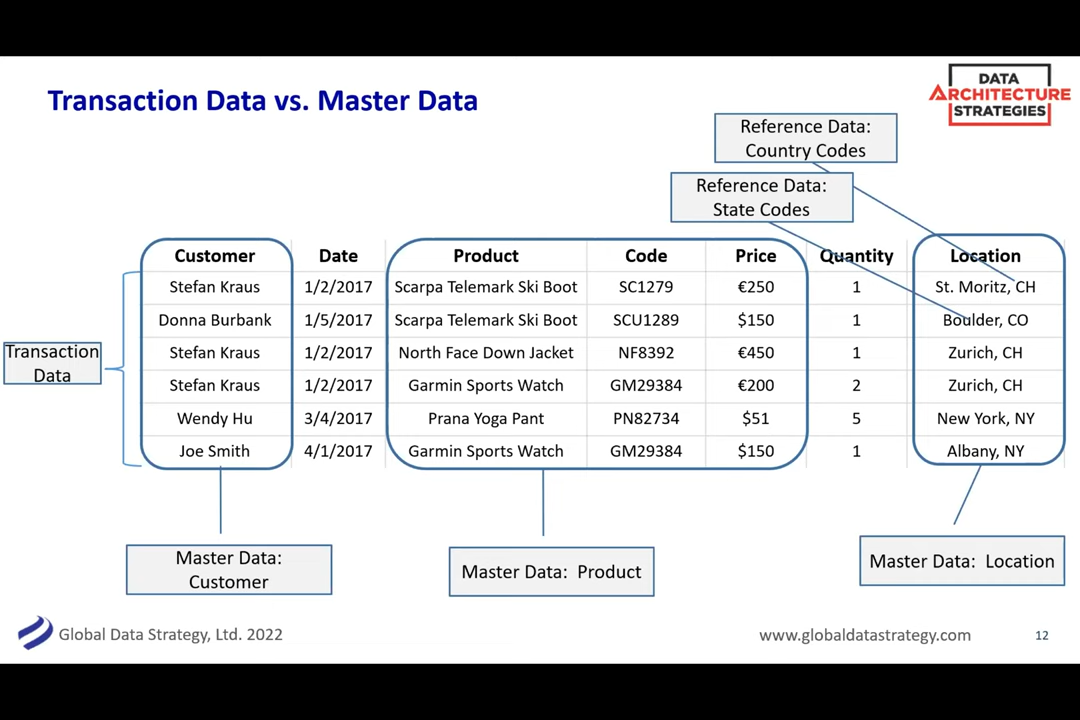 Transaction Data vs. Master Data
DATA
ARCHITECTURE
STRATEGIES
Reference Data:
Country Codes
Reference Data:
State Codes
Customer Date Product Code Price Quantity Location
Stefan Kraus 1/2/2017 Scarpa Telemark Ski Boot SC1279 €250 1 St. Moritz, CH
Donna Burbank 1/5/2017 Scarpa Telemark Ski Boot SCU1289 $150 1 Boulder, CO
Stefan Kraus 1/2/2017 North Face Down Jacket NF8392 €450 1 Zurich, CH
Stefan Kraus 1/2/2017 Garmin Sports Watch GM29384 €200 2 Zurich, CH
Wendy Hu 3/4/2017 Prana Yoga Pant PN82734 $51 5 New York, NY
Joe Smith 4/1/2017 Garmin Sports Watch GM29384 $150 1 Albany, NY
Transaction
Data
Master Data:
Customer
Master Data: Product
Master Data: Location
Global Data Strategy, Ltd. 2022
www.globaldatastrategy.com
12